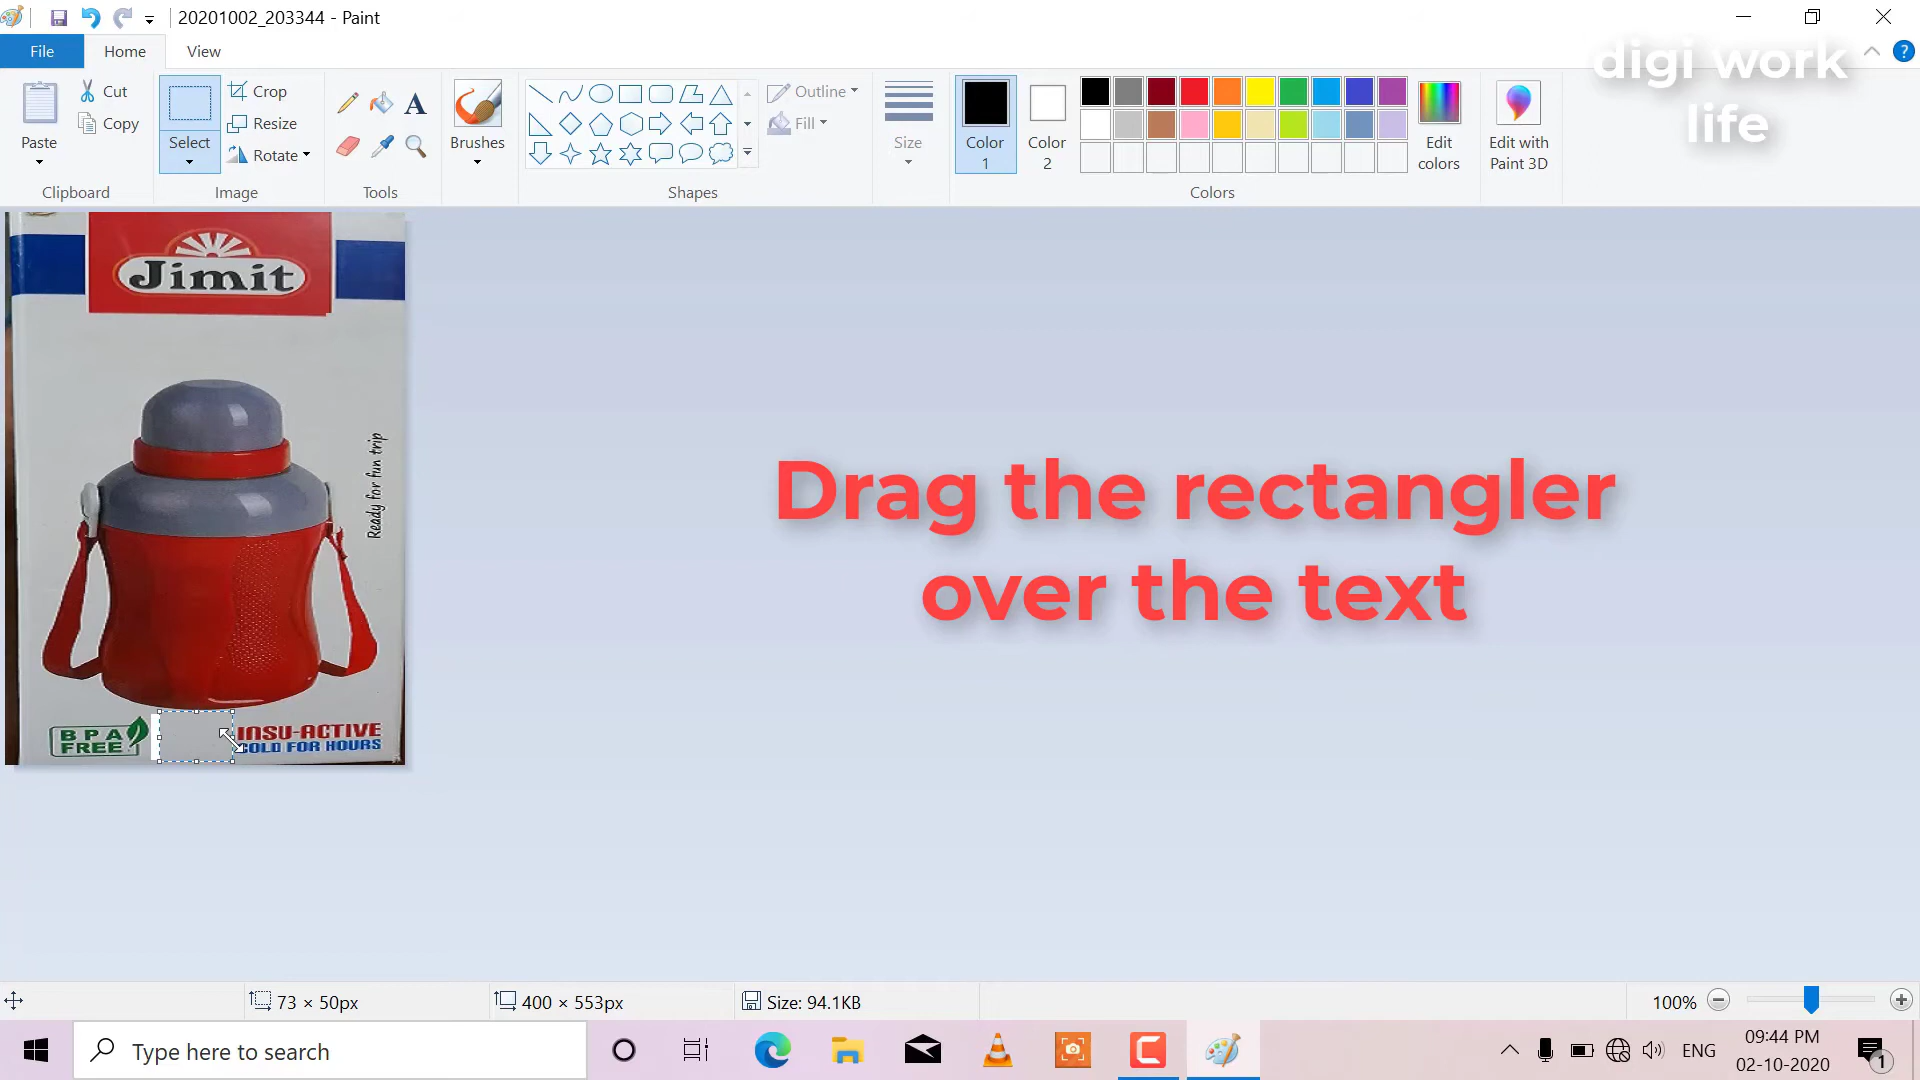 20201002_203344 - Paint
File
Home
View
digi work
life
Paste
Cut
Copy
Clipboard
Select
Crop
Resize
Rotate
Image
Tools
Brushes
Shapes
Outline
Fill
Size
Color
1
Color
2
Colors
Edit
colors
Edit with
Paint 3D
Jimit
Ready for fun trip
BPA
FREE
INSU-ACTIVE
COLD FOR HOURS
Drag the rectangler
over the text
73 × 50px
400 × 553px
Size: 94.1KB
100%
Type here to search
ENG
09:44 PM
02-10-2020
1